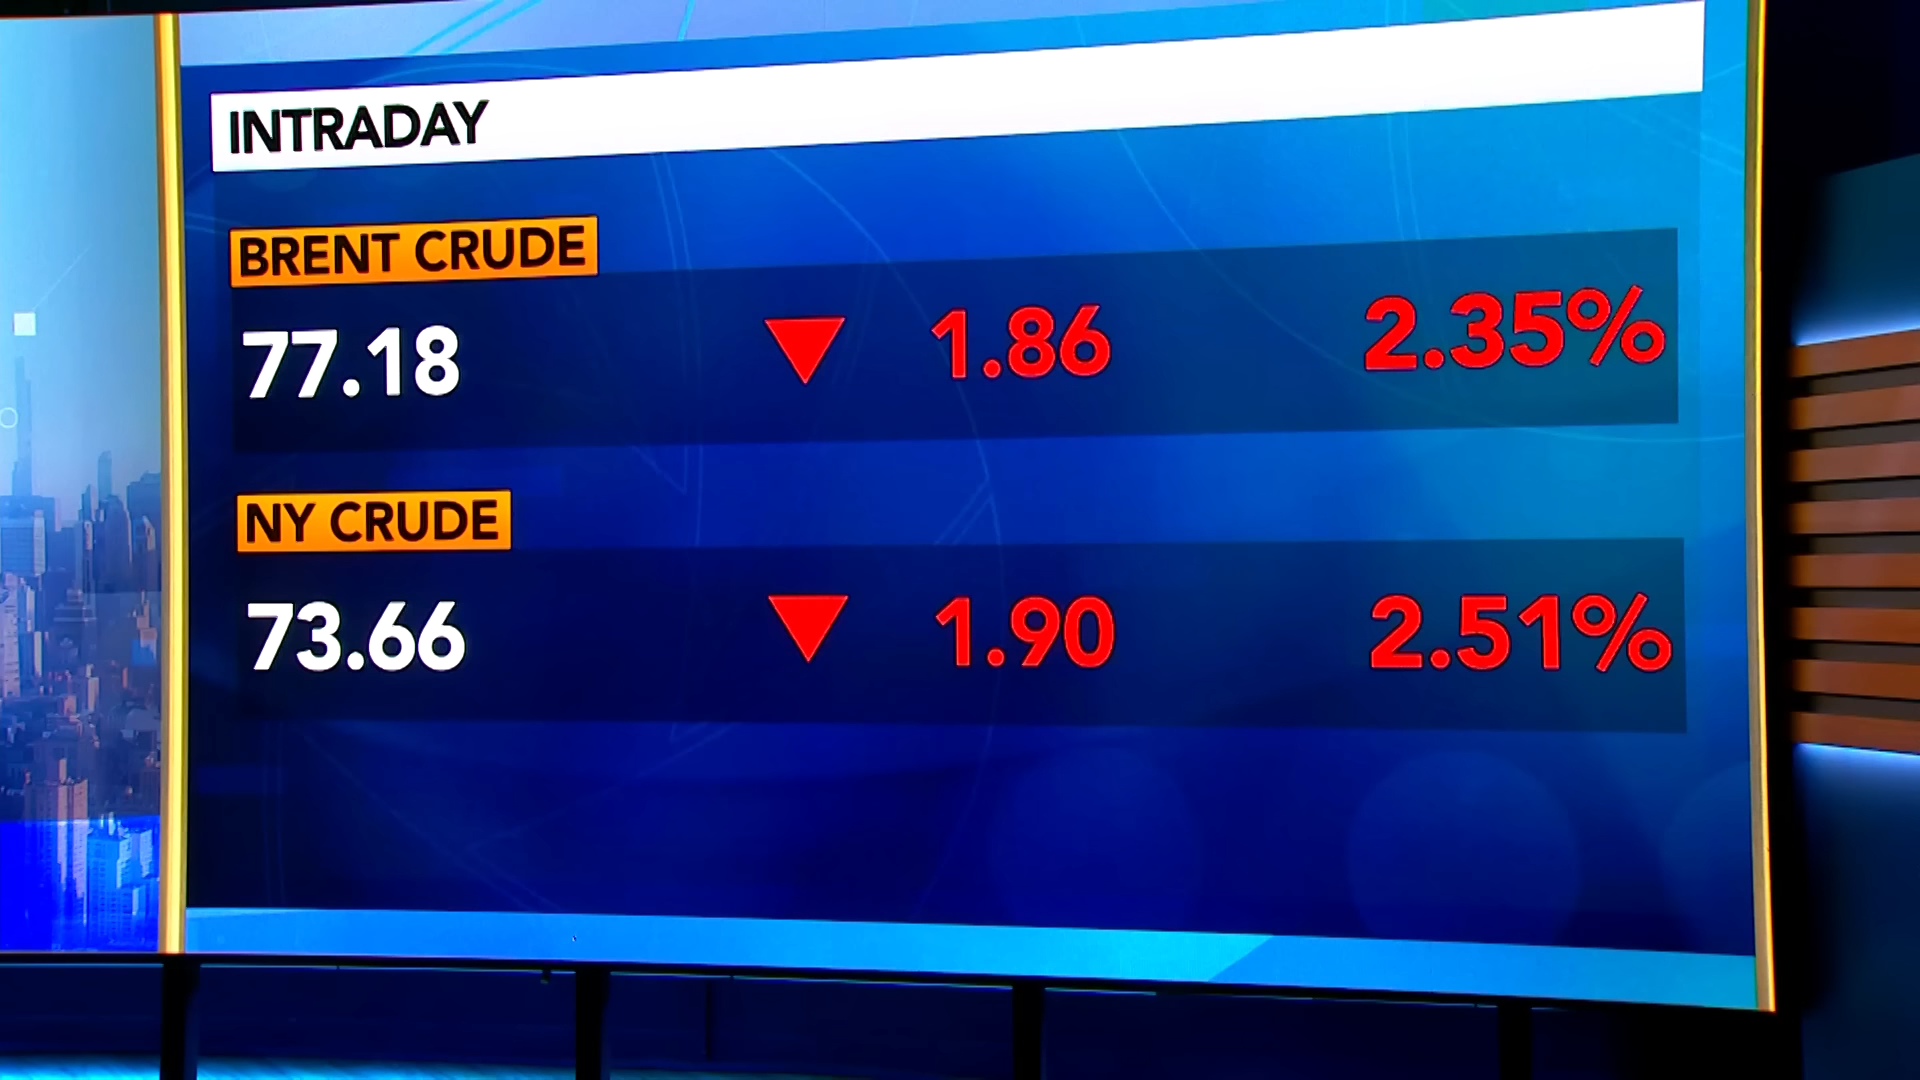 INTRADAY
BRENT CRUDE
77.18 ▼ 1.86 2.35%
NY CRUDE
73.66 ▼ 1.90 2.51%